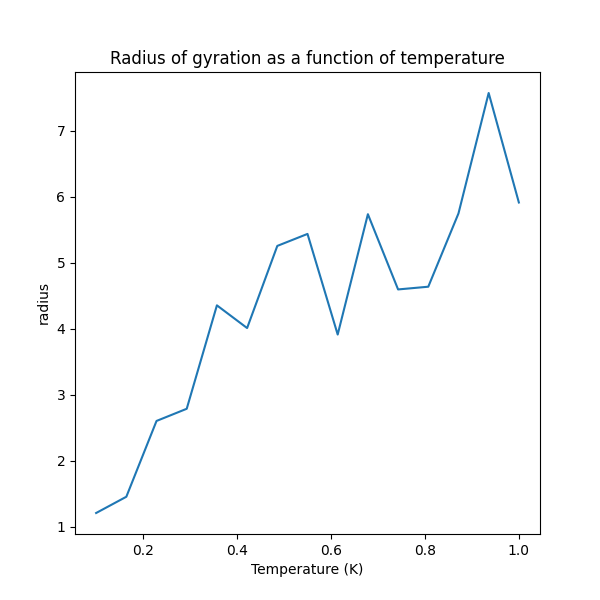 Radius of gyration as a function of temperature
radius
7
6
5
4
3
2
1
0.2 0.4 0.6 0.8 1.0
Temperature (K)